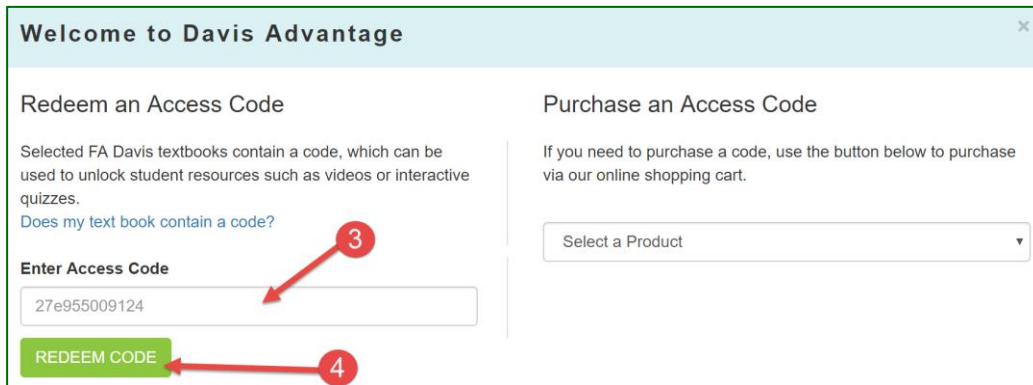 Welcome to Davis Advantage
×
Redeem an Access Code
Selected FA Davis textbooks contain a code, which can be
used to unlock student resources such as videos or interactive
quizzes.
Does my text book contain a code?
3
Enter Access Code
27e955009124
REDEEM CODE
4
Purchase an Access Code
If you need to purchase a code, use the button below to purchase
via our online shopping cart.
Select a Product